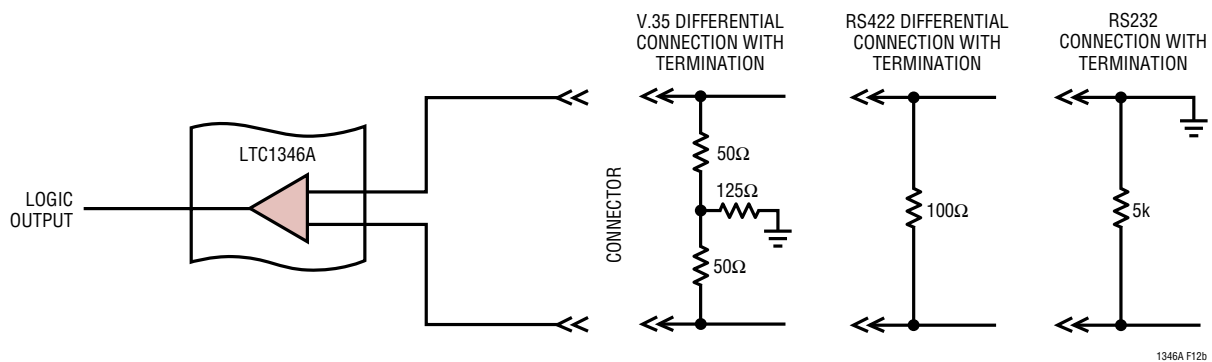 V.35 DIFFERENTIAL
CONNECTION WITH
TERMINATION
RS422 DIFFERENTIAL
CONNECTION WITH
TERMINATION
RS232
CONNECTION WITH
TERMINATION
LTC1346A
LOGIC
OUTPUT
CONNECTOR
50Ω
125Ω
50Ω
100Ω
5k
1346A F12b